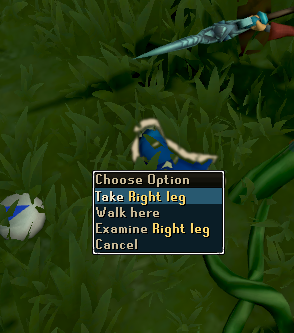 Choose Option
Take Right leg
Walk here
Examine Right leg
Cancel